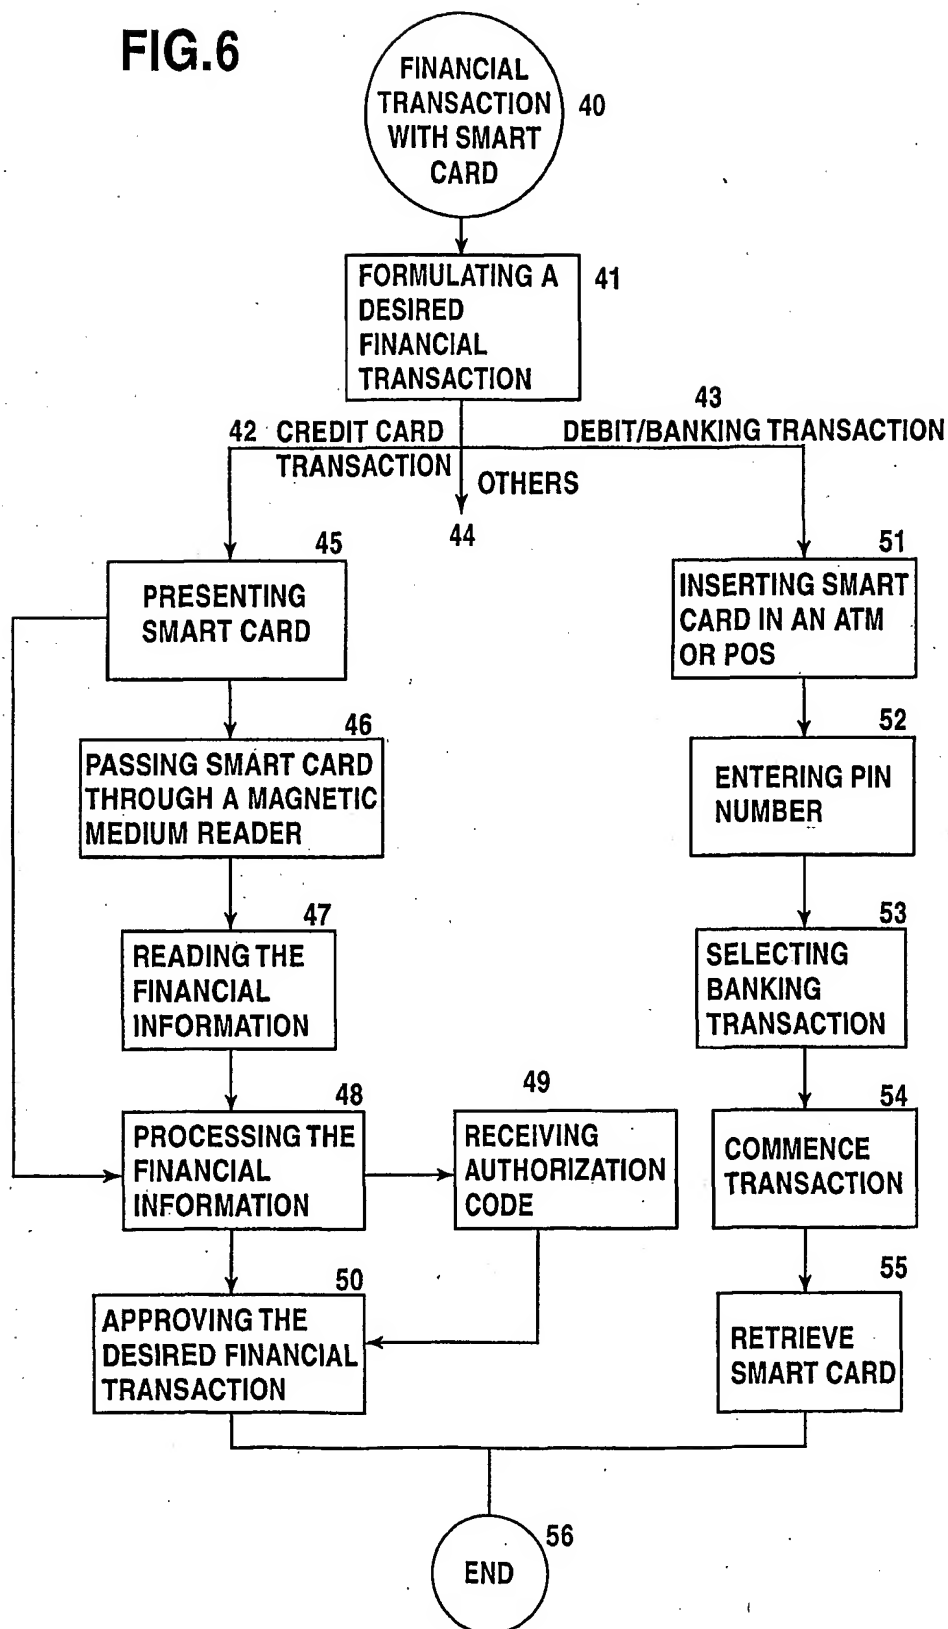 FIG.6
FINANCIAL
TRANSACTION
WITH SMART
CARD
40
FORMULATING A
DESIRED
FINANCIAL
TRANSACTION
41
42 CREDIT CARD
TRANSACTION
43
DEBIT/BANKING TRANSACTION
OTHERS
44
45
PRESENTING
SMART CARD
46
PASSING SMART CARD
THROUGH A MAGNETIC
MEDIUM READER
47
READING THE
FINANCIAL
INFORMATION
48
PROCESSING THE
FINANCIAL
INFORMATION
49
RECEIVING
AUTHORIZATION
CODE
50
APPROVING THE
DESIRED FINANCIAL
TRANSACTION
51
INSERTING SMART
CARD IN AN ATM
OR POS
52
ENTERING PIN
NUMBER
53
SELECTING
BANKING
TRANSACTION
54
COMMENCE
TRANSACTION
55
RETRIEVE
SMART CARD
56
END